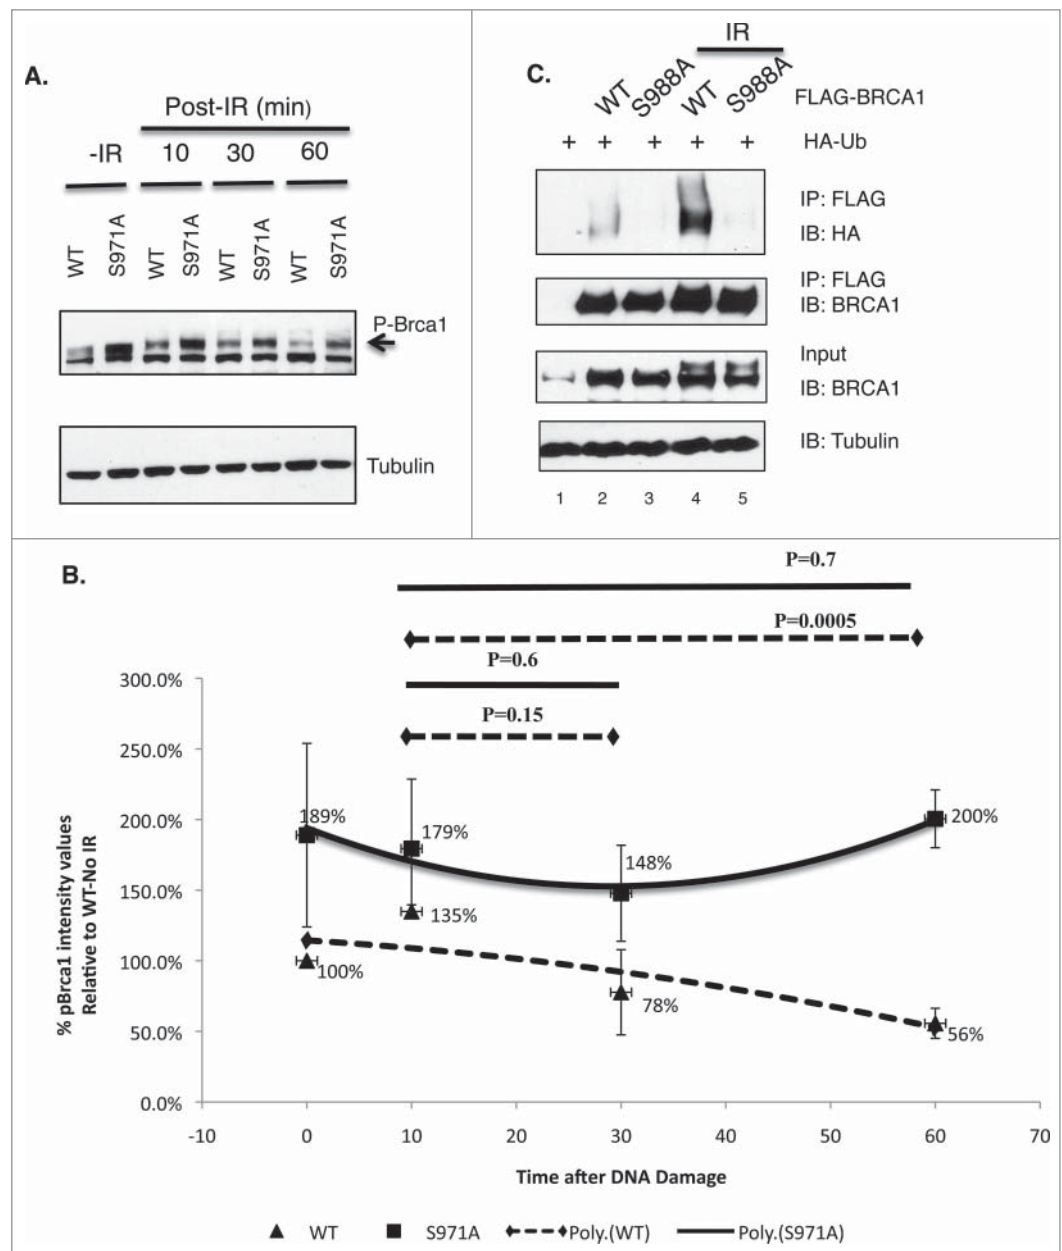 A.
Post-IR (min)
-IR 10 30 60
WT S971A WT S971A WT S971A WT S971A
P-Brca1
Tubulin
C.
IR
WT S988A WT S988A FLAG-BRCA1
+ + + + + HA-Ub
IP: FLAG
IB: HA
IP: FLAG
IB: BRCA1
Input
IB: BRCA1
IB: Tubulin
1 2 3 4 5
B.
P=0.7
P=0.0005
P=0.6
P=0.15
% pBrca1 intensity values
Relative to WT-No IR
300.0%
250.0%
200.0%
150.0%
100.0%
50.0%
0.0%
189%
179%
148%
200%
135%
100%
78%
56%
-10 0 10 20 30 40 50 60 70
Time after DNA Damage
WT S971A Poly.(WT) Poly.(S971A)